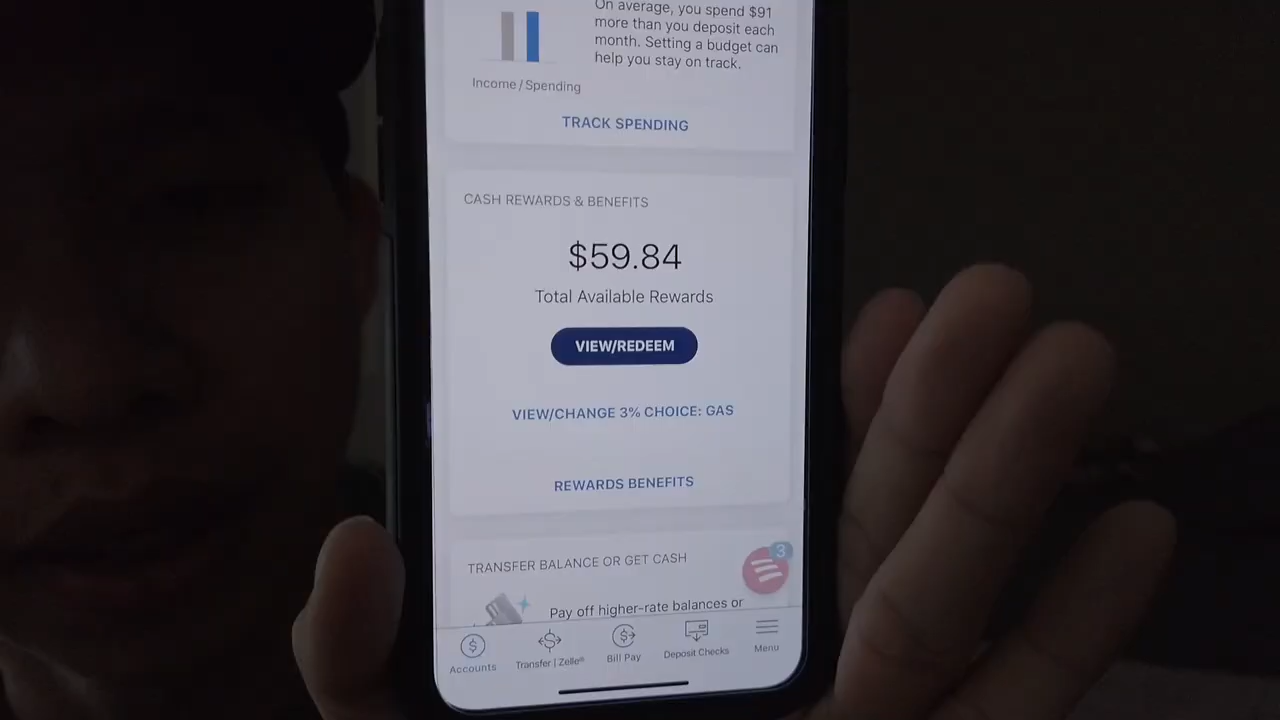 On average, you spend $91
more than you deposit each
month. Setting a budget can
help you stay on track.
Income / Spending
TRACK SPENDING
CASH REWARDS & BENEFITS
$59.84
Total Available Rewards
VIEW/REDEEM
VIEW/CHANGE 3% CHOICE: GAS
REWARDS BENEFITS
TRANSFER BALANCE OR GET CASH
3
Pay off higher-rate balances or
Accounts
Transfer | Zelle®
Bill Pay
Deposit Checks
Menu